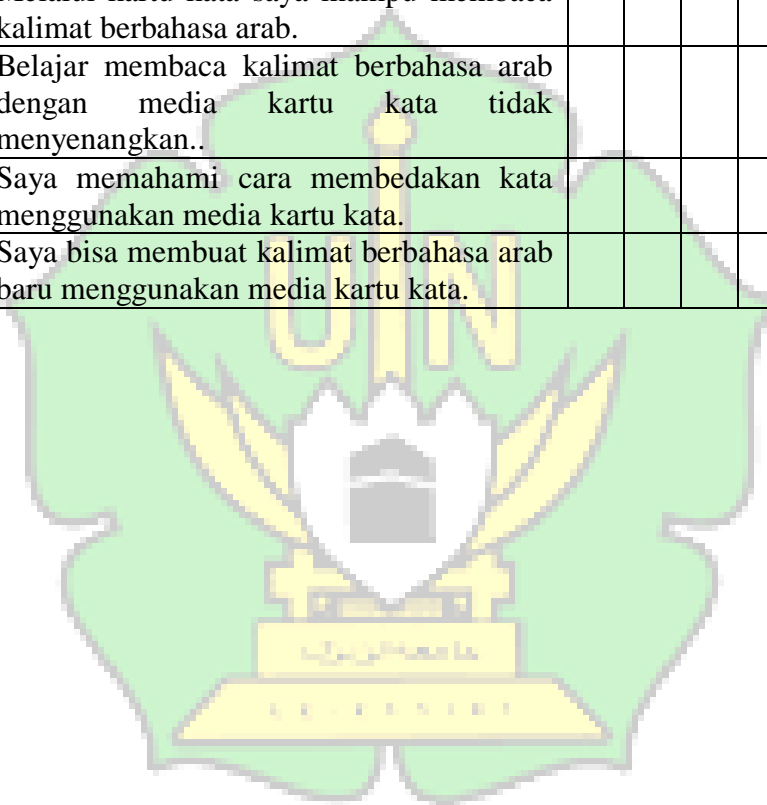 kalimat berbahasa arab.
Belajar membaca kalimat berbahasa arab
dengan media kartu kata tidak
menyenangkan..
Saya memahami cara membedakan kata
menggunakan media kartu kata.
Saya bisa membuat kalimat berbahasa arab
baru menggunakan media kartu kata.
UIN